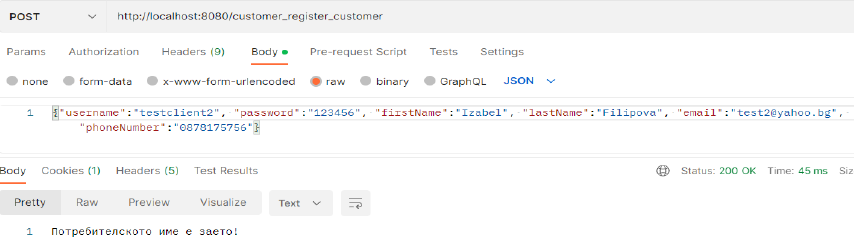 POST http://localhost:8080/customer_register_customer
Params Authorization Headers (9) Body Pre-request Script Tests Settings
none form-data x-www-form-urlencoded raw binary GraphQL JSON
1 {"username":"testclient2", "password":"123456", "firstName":"Izabel", "lastName":"Filipova", "email":"test2@yahoo.bg",
"phoneNumber":"0878175756"}
Body Cookies (1) Headers (5) Test Results Status: 200 OK Time: 45 ms Siz
Pretty Raw Preview Visualize Text
1 Потребителското име е заето!